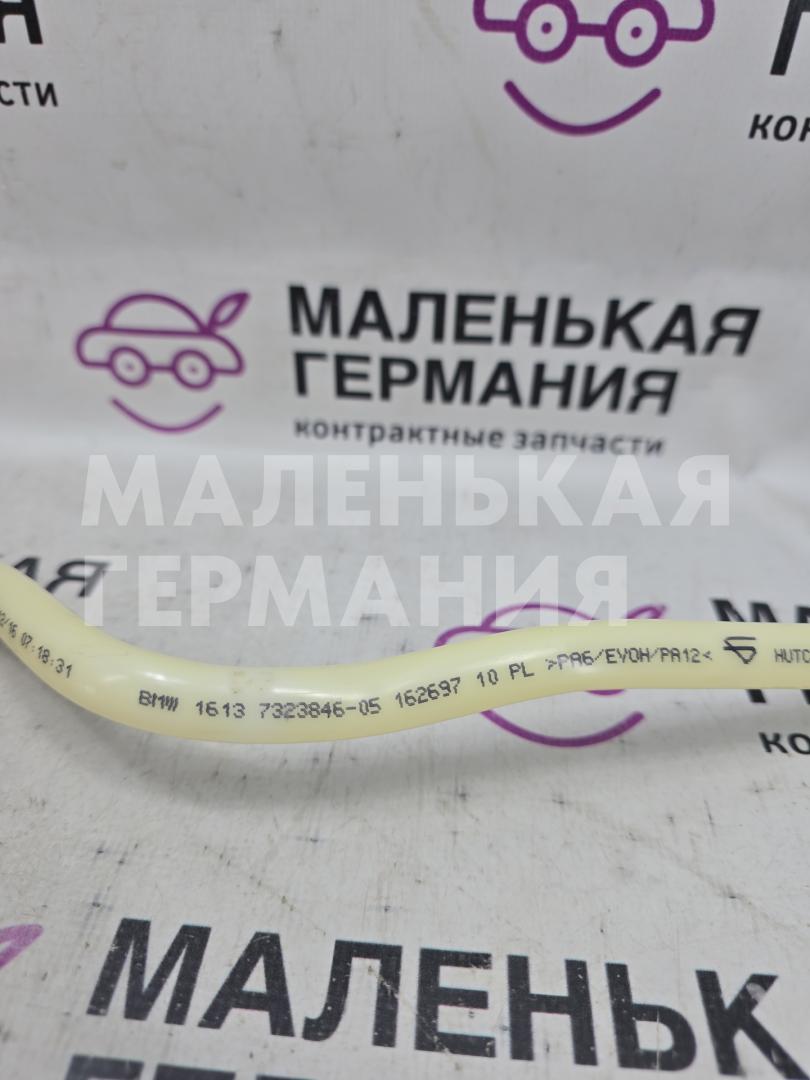 СТИ
КОН
МАЛЕНЬКАЯ
ГЕРМАНИЯ
контрактные запчасти
МАЛЕНЬКАЯ
ГЕРМАНИЯ
07:18:31
BMW 1613 7323846-05 162697 10 PL >PA6/EVOH/PA12< HUTC
МАЛЕНЬК